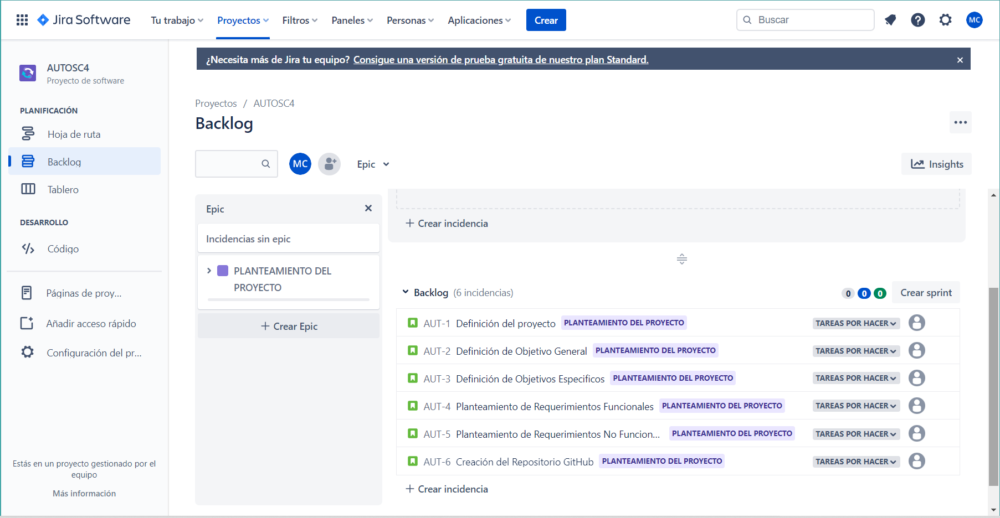 Jira Software
Tu trabajo
Proyectos
Filtros
Paneles
Personas
Aplicaciones
Crear
Buscar
MC
AUTOSC4
Proyecto de software
PLANIFICACIÓN
Hoja de ruta
Backlog
Tablero
DESARROLLO
Código
Páginas de proy...
Añadir acceso rápido
Configuración del pr...
Estás en un proyecto gestionado por el
equipo
Más información
¿Necesita más de Jira tu equipo? Consigue una versión de prueba gratuita de nuestro plan Standard.
Proyectos / AUTOSC4
Backlog
MC
Epic
Insights
Epic
Incidencias sin epic
PLANTEAMIENTO DEL
PROYECTO
+ Crear Epic
+ Crear incidencia
Backlog (6 incidencias)
0 0 0
Crear sprint
AUT-1 Definición del proyecto PLANTEAMIENTO DEL PROYECTO TAREAS POR HACER
AUT-2 Definición de Objetivo General PLANTEAMIENTO DEL PROYECTO TAREAS POR HACER
AUT-3 Definición de Objetivos Especificos PLANTEAMIENTO DEL PROYECTO TAREAS POR HACER
AUT-4 Planteamiento de Requerimientos Funcionales PLANTEAMIENTO DEL PROYECTO TAREAS POR HACER
AUT-5 Planteamiento de Requerimientos No Funcion... PLANTEAMIENTO DEL PROYECTO TAREAS POR HACER
AUT-6 Creación del Repositorio GitHub PLANTEAMIENTO DEL PROYECTO TAREAS POR HACER
+ Crear incidencia